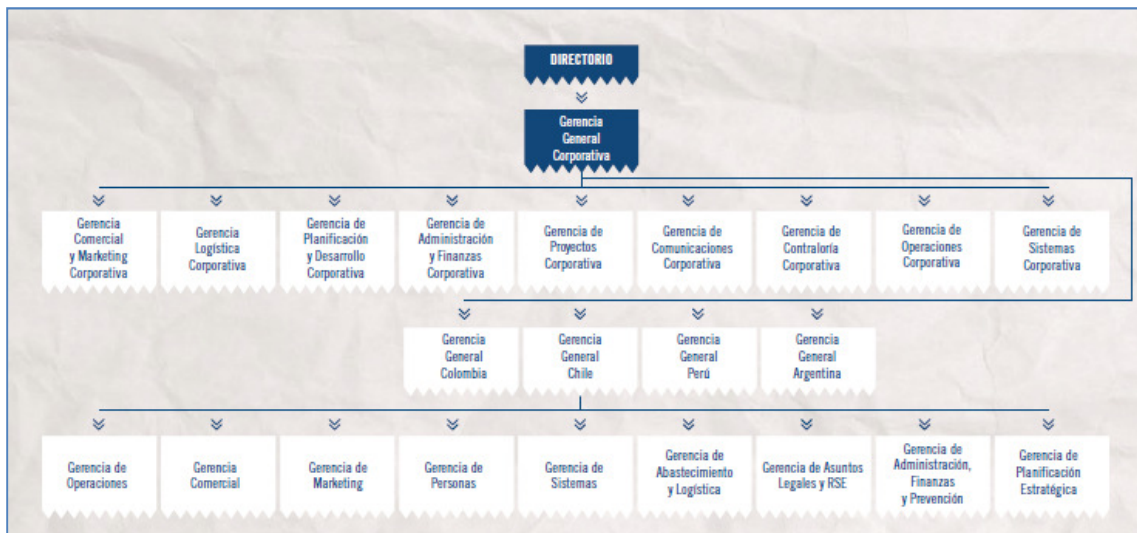 DIRECTORIO
Gerencia
General
Corporativa
Gerencia
Comercial
y Marketing
Corporativa
Gerencia
Logística
Corporativa
Gerencia de
Planificación
y Desarrollo
Corporativa
Gerencia de
Administración
y Finanzas
Corporativa
Gerencia de
Proyectos
Corporativa
Gerencia de
Comunicaciones
Corporativa
Gerencia de
Contraloría
Corporativa
Gerencia de
Operaciones
Corporativa
Gerencia de
Sistemas
Corporativa
Gerencia
General
Colombia
Gerencia
General
Chile
Gerencia
General
Perú
Gerencia
General
Argentina
Gerencia de
Operaciones
Gerencia
Comercial
Gerencia de
Marketing
Gerencia de
Personas
Gerencia de
Sistemas
Gerencia de
Abastecimiento
y Logística
Gerencia de Asuntos
Legales y RSE
Gerencia de
Administración,
Finanzas
y Prevención
Gerencia de
Planificación
Estratégica